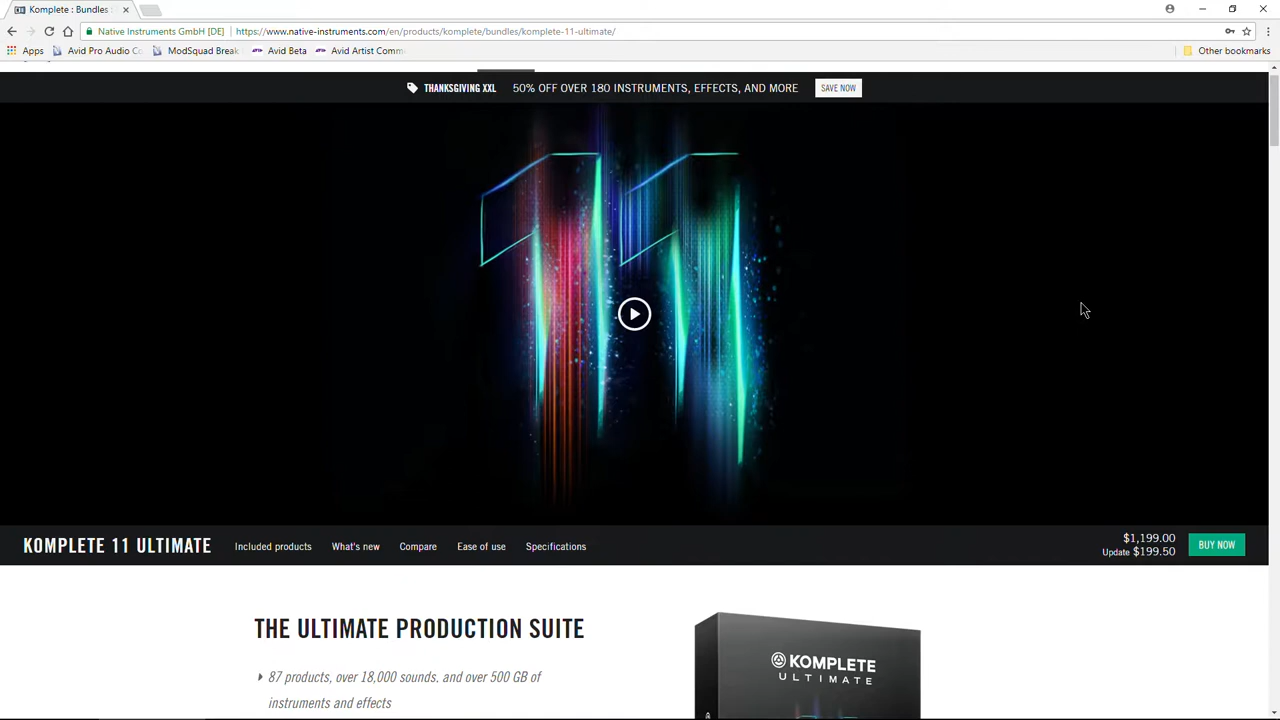 Komplete : Bundles
Native Instruments GmbH [DE] https://www.native-instruments.com/en/products/komplete/bundles/komplete-11-ultimate/
Apps Avid Pro Audio Co ModSquad Break Avid Beta Avid Artist Comm Other bookmarks
THANKSGIVING XXL 50% OFF OVER 180 INSTRUMENTS, EFFECTS, AND MORE SAVE NOW
KOMPLETE 11 ULTIMATE Included products What's new Compare Ease of use Specifications
$1,199.00
Update $199.50
BUY NOW
THE ULTIMATE PRODUCTION SUITE
87 products, over 18,000 sounds. and over 500 GB of
instruments and effects
KOMPLETE
ULTIMATE